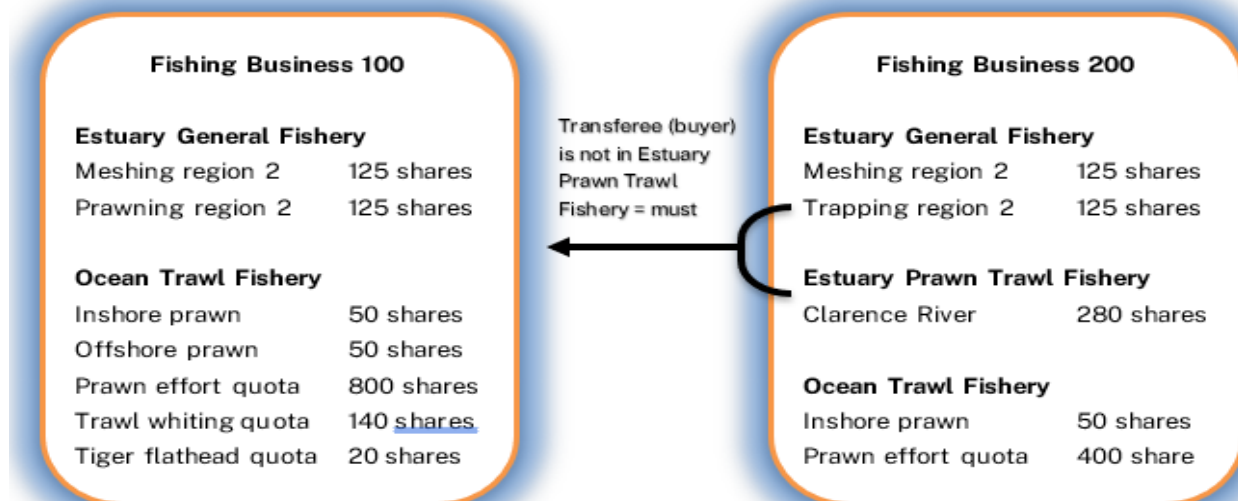 Fishing Business 100
Estuary General Fishery
Meshing region 2 125 shares
Prawning region 2 125 shares
Ocean Trawl Fishery
Inshore prawn 50 shares
Offshore prawn 50 shares
Prawn effort quota 800 shares
Trawl whiting quota 140 shares
Tiger flathead quota 20 shares
Transferee (buyer)
is not in Estuary
Prawn Trawl
Fishery = must
Fishing Business 200
Estuary General Fishery
Meshing region 2 125 shares
Trapping region 2 125 shares
Estuary Prawn Trawl Fishery
Clarence River 280 shares
Ocean Trawl Fishery
Inshore prawn 50 shares
Prawn effort quota 400 share